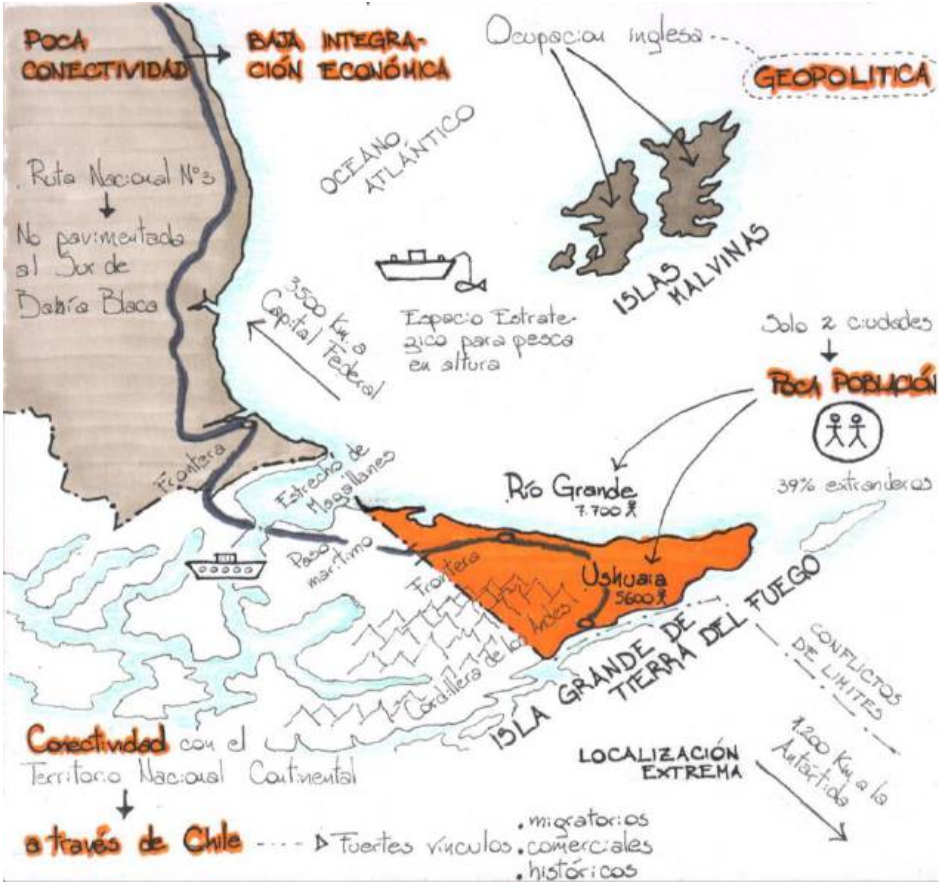 POCA
CONECTIVIDAD
BAJA INTEGRA-
CIÓN ECONÓMICA
Ocupacion inglesa
GEOPOLITICA
OCEANO
ATLÁNTICO
. Ruta Nacional Nº3
No pavimentada
al Sur de
Bahía Blaca
3500 Km. a
Capital Federal
Espacio Estrate-
gico para pesca
en altura
ISLAS
MALVINAS
Solo 2 ciudades
POCA POBLACIÓN
39% extranderos
Frontera
Estrecho de
Magallanes
Río Grande
7.700
Paso
marítimo
Frontera
Ushuaia
5600
Cordillera de los Andes
ISLA GRANDE DE
TIERRA DEL FUEGO
CONFLICTOS
DE LIMITES
Conectividad con el
Territorio Nacional Continental
LOCALIZACIÓN
EXTREMA
1.200 Km a la
Antártida
a través de Chile
Fuertes vínculos
. migratorios
. comerciales
. históricos